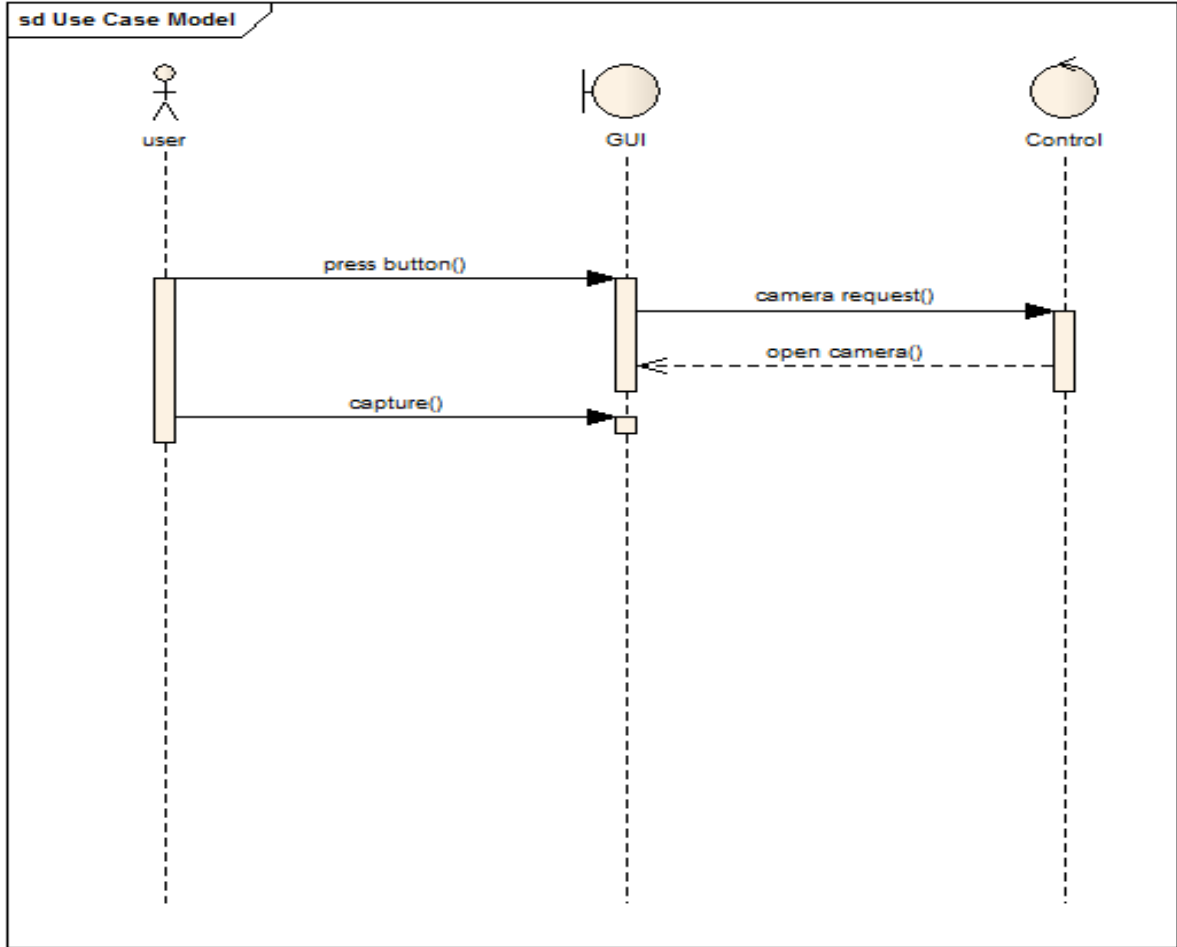 sd Use Case Model
user
GUI
Control
press button()
camera request()
open camera()
capture()